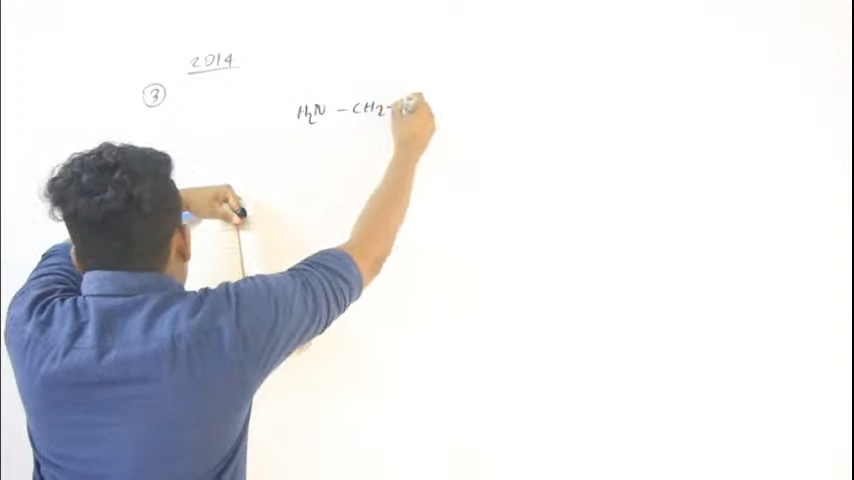 2014
③
H₂N – CH₂ –